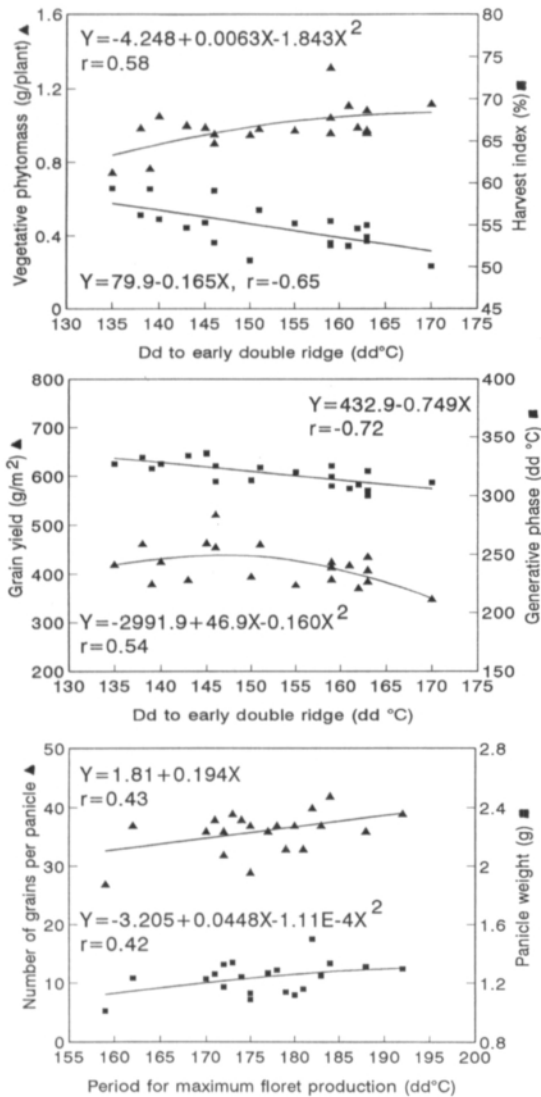 Y=-4.248+0.0063X-1.843X2
r=0.58
Y=79.9-0.165X, r=-0.65
Vegetative phytomass (g/plant) ▲
1.6
1.2
0.8
0.4
0
Harvest index (%) ■
80
75
70
65
60
55
50
45
130 135 140 145 150 155 160 165 170 175
Dd to early double ridge (dd°C)
Y=432.9-0.749X
r=-0.72
Y=-2991.9+46.9X-0.160X2
r=0.54
Grain yield (g/m2) ▲
800
700
600
500
400
300
200
Generative phase (dd °C) ■
400
350
300
250
200
150
130 135 140 145 150 155 160 165 170 175
Dd to early double ridge (dd °C)
Y=1.81+0.194X
r=0.43
Y=-3.205+0.0448X-1.11E-4X2
r=0.42
Number of grains per panicle ▲
50
40
30
20
10
0
Panicle weight (g) ■
2.8
2.4
2
1.6
1.2
0.8
155 160 165 170 175 180 185 190 195 200
Period for maximum floret production (dd°C)